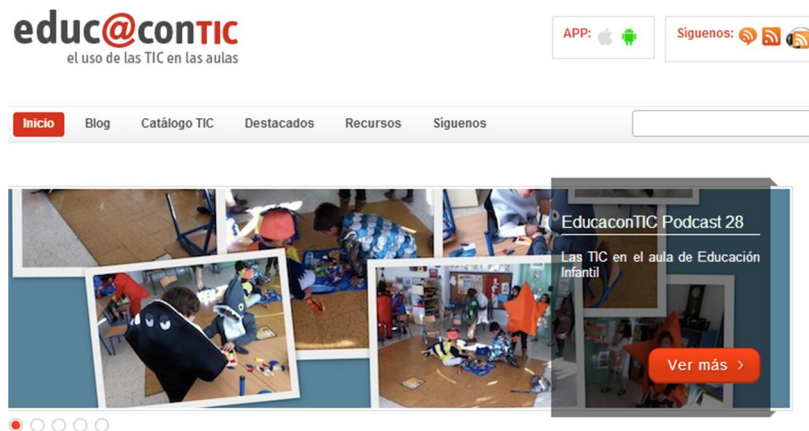 educ@conTIC
el uso de las TIC en las aulas
APP:
Síguenos:
Inicio Blog Catálogo TIC Destacados Recursos Síguenos
EducaconTIC Podcast 28
Las TIC en el aula de Educación
Infantil
Ver más >